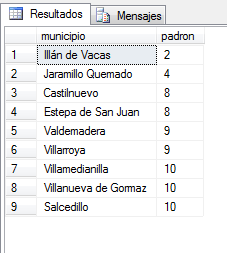 Resultados Mensajes
municipio padron
1 Illán de Vacas 2
2 Jaramillo Quemado 4
3 Castilnuevo 8
4 Estepa de San Juan 8
5 Valdemadera 9
6 Villarroya 9
7 Villamedianilla 10
8 Villanueva de Gormaz 10
9 Salcedillo 10